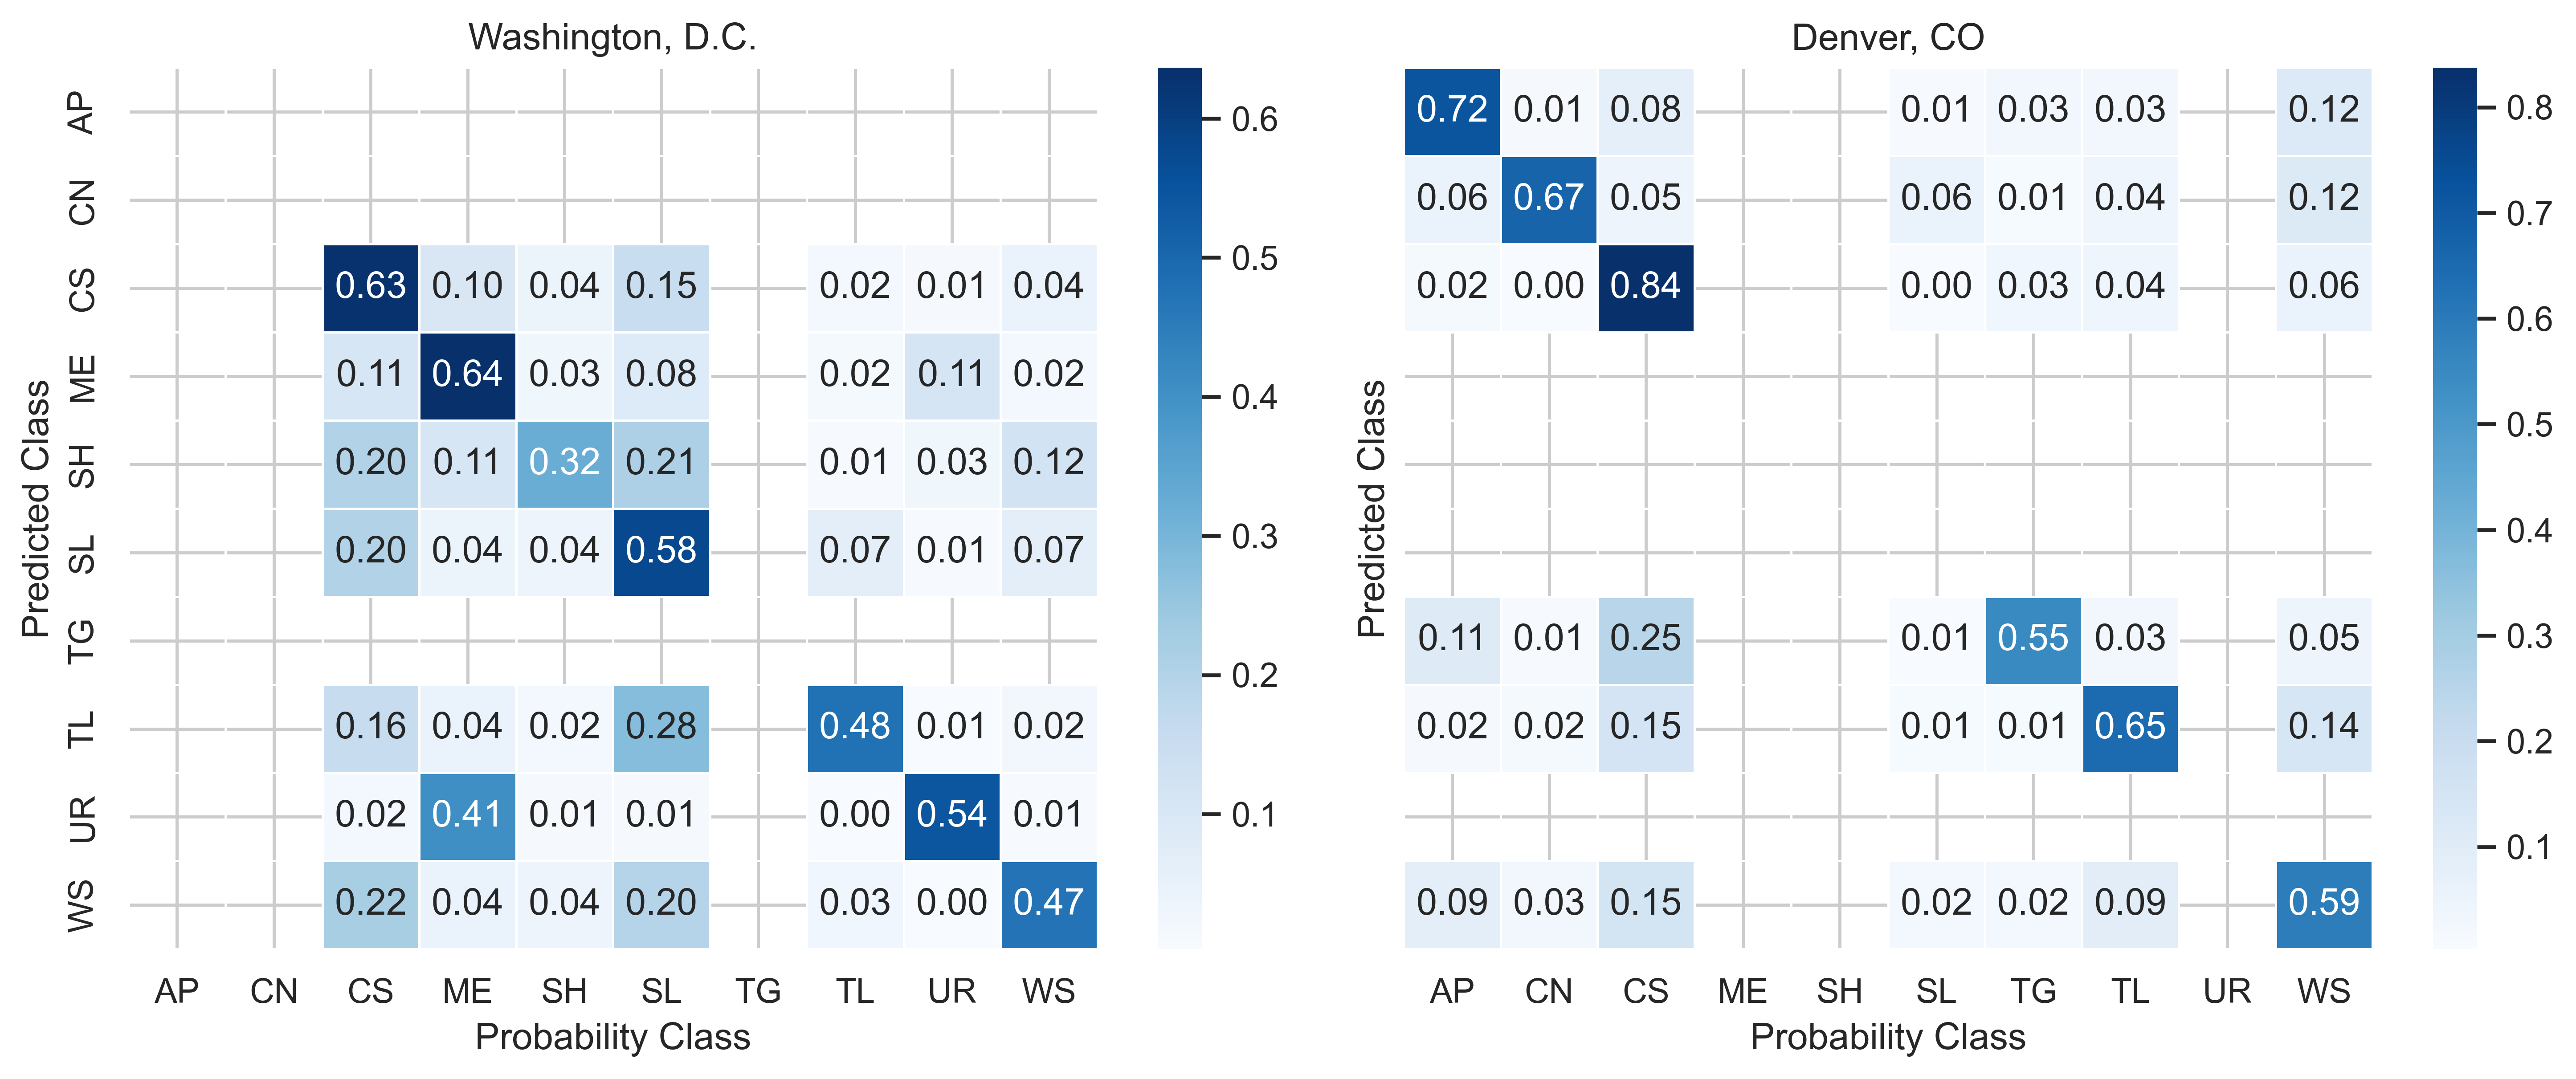 Washington, D.C.
Predicted Class
AP
CN
CS 0.63 0.10 0.04 0.15 0.02 0.01 0.04
ME 0.11 0.64 0.03 0.08 0.02 0.11 0.02
SH 0.20 0.11 0.32 0.21 0.01 0.03 0.12
SL 0.20 0.04 0.04 0.58 0.07 0.01 0.07
TG
TL 0.16 0.04 0.02 0.28 0.48 0.01 0.02
UR 0.02 0.41 0.01 0.01 0.00 0.54 0.01
WS 0.22 0.04 0.04 0.20 0.03 0.00 0.47
AP CN CS ME SH SL TG TL UR WS
Probability Class
0.6
0.5
0.4
0.3
0.2
0.1
Denver, CO
Predicted Class
0.72 0.01 0.08 0.01 0.03 0.03 0.12
0.06 0.67 0.05 0.06 0.01 0.04 0.12
0.02 0.00 0.84 0.00 0.03 0.04 0.06
0.11 0.01 0.25 0.01 0.55 0.03 0.05
0.02 0.02 0.15 0.01 0.01 0.65 0.14
0.09 0.03 0.15 0.02 0.02 0.09 0.59
AP CN CS ME SH SL TG TL UR WS
Probability Class
0.8
0.7
0.6
0.5
0.4
0.3
0.2
0.1